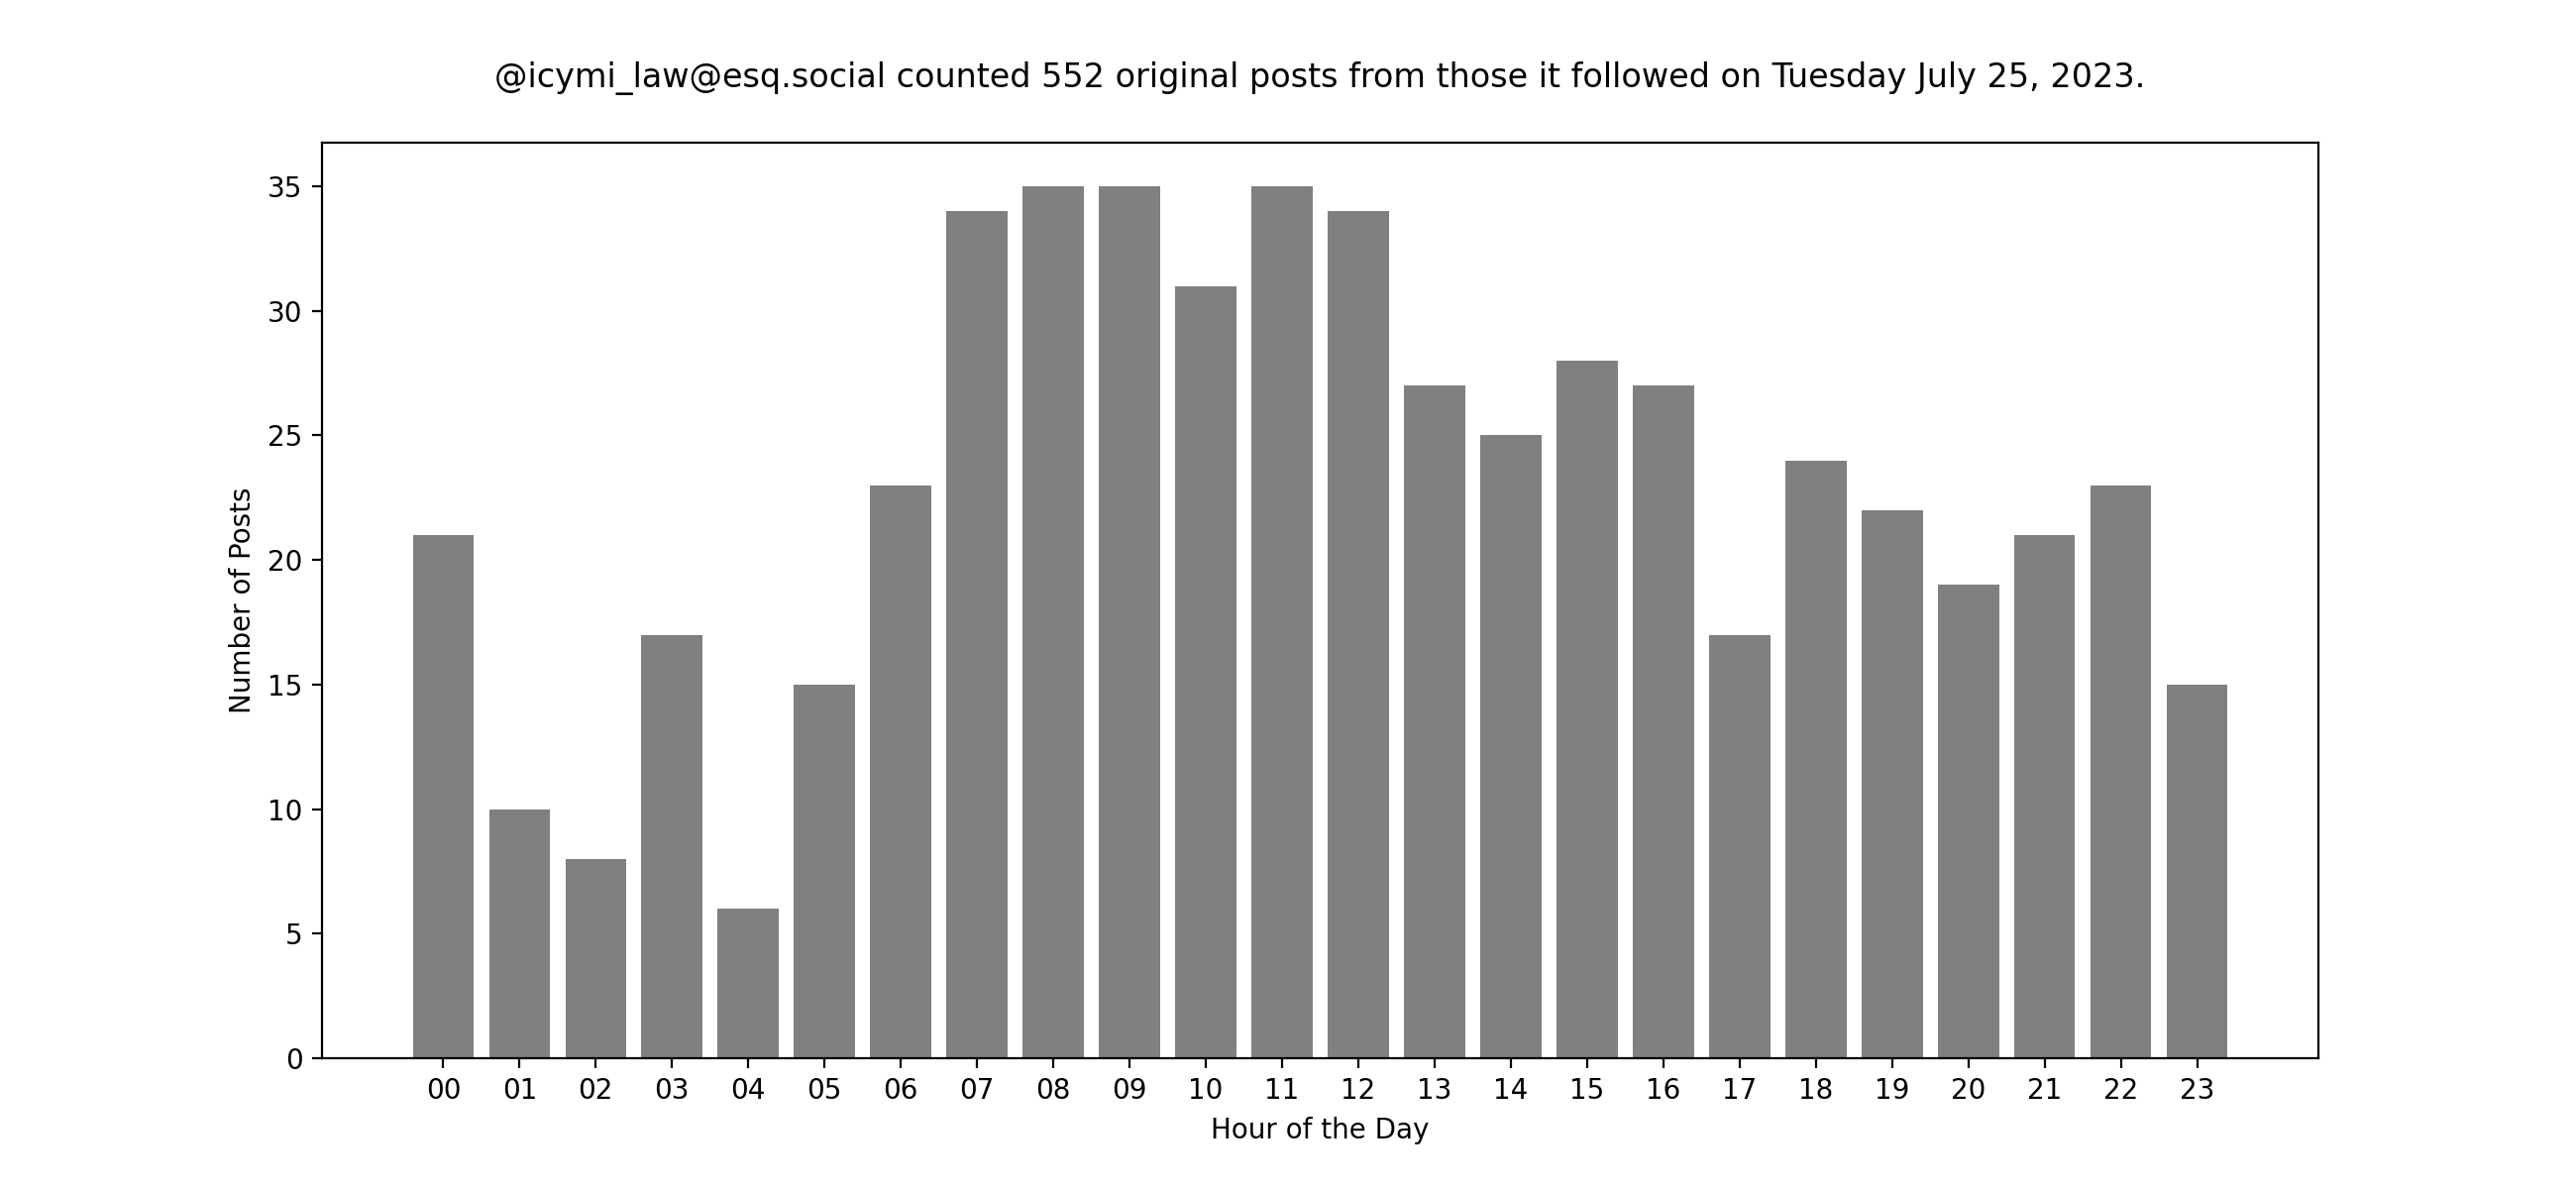 @icymi_law@esq.social counted 552 original posts from those it followed on Tuesday July 25, 2023.
35
30
25
20
15
10
5
0
Number of Posts
00 01 02 03 04 05 06 07 08 09 10 11 12 13 14 15 16 17 18 19 20 21 22 23
Hour of the Day